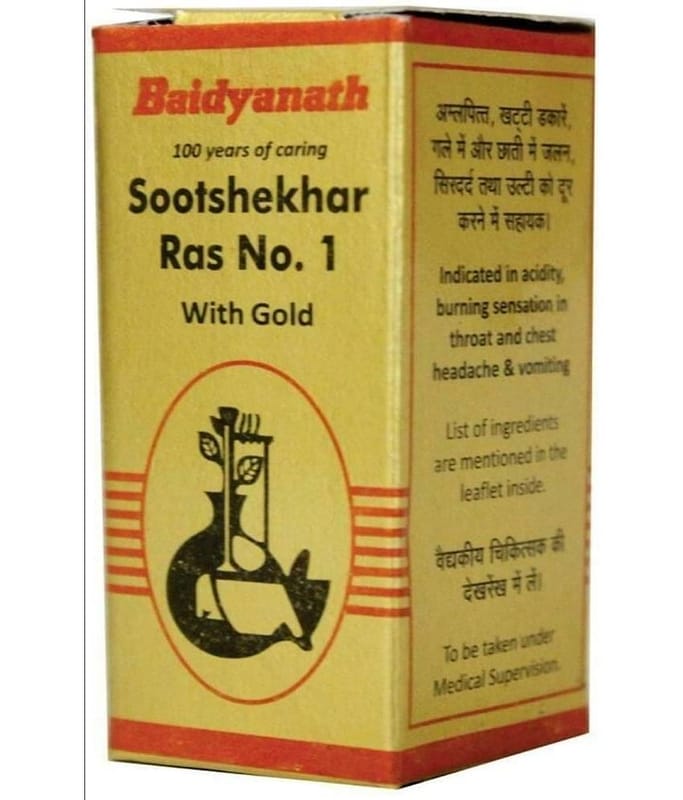 Baidyanath
100 years of caring
Sootshekhar
Ras No. 1
With Gold
अम्लपित्त, खट्टी डकारें,
गले में और छाती में जलन,
सिरदर्द तथा उल्टी को दूर
करने में सहायक।
Indicated in acidity,
burning sensation in
throat and chest
headache & vomiting
List of ingredients
are mentioned in the
leaflet inside.
वैद्यकीय चिकित्सक की
देखरेंख में लें।
To be taken under
Medical Supervision.